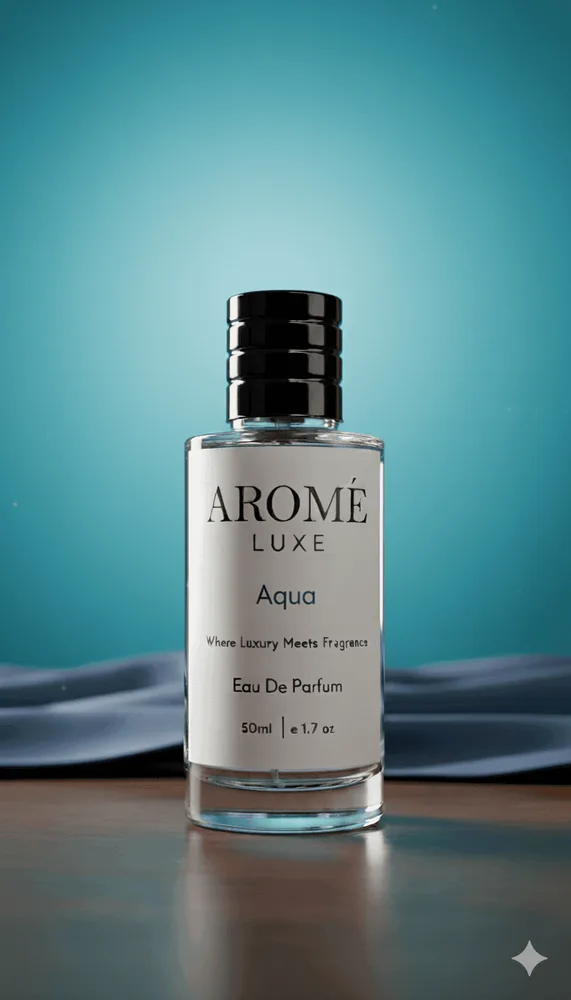 AROMÉ
LUXE
Aqua
Where Luxury Meets Fragrance
Eau De Parfum
50ml | e 1.7 oz